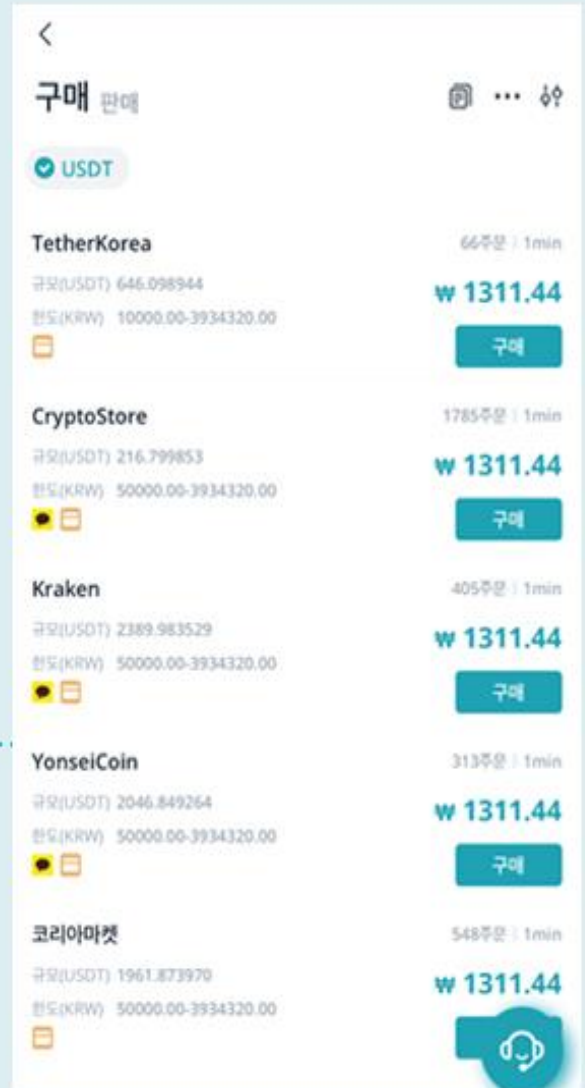 구매 판매
USDT
TetherKorea 66주문 | 1min
규모(USDT) 646.098944 ₩ 1311.44
한도(KRW) 10000.00-3934320.00
구매
CryptoStore 1785주문 | 1min
규모(USDT) 216.799853 ₩ 1311.44
한도(KRW) 50000.00-3934320.00
구매
Kraken 405주문 | 1min
규모(USDT) 2389.983529 ₩ 1311.44
한도(KRW) 50000.00-3934320.00
구매
YonseiCoin 313주문 | 1min
규모(USDT) 2046.849264 ₩ 1311.44
한도(KRW) 50000.00-3934320.00
구매
코리아마켓 548주문 | 1min
규모(USDT) 1961.873970 ₩ 1311.44
한도(KRW) 50000.00-3934320.00